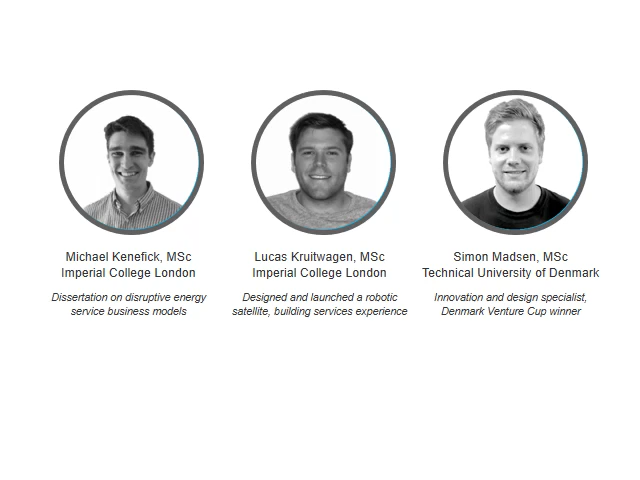 Michael Kenefick, MSc
Imperial College London
Dissertation on disruptive energy
service business models
Lucas Kruitwagen, MSc
Imperial College London
Designed and launched a robotic
satellite, building services experience
Simon Madsen, MSc
Technical University of Denmark
Innovation and design specialist,
Denmark Venture Cup winner